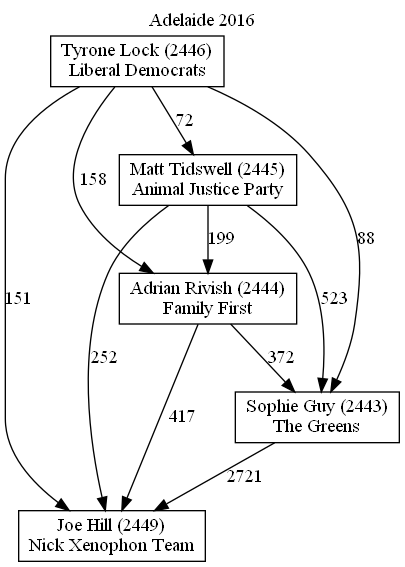 Adelaide 2016
Tyrone Lock (2446)
Liberal Democrats
72
Matt Tidswell (2445)
Animal Justice Party
158
199
88
Adrian Rivish (2444)
Family First
151
252
417
372
523
Sophie Guy (2443)
The Greens
2721
Joe Hill (2449)
Nick Xenophon Team